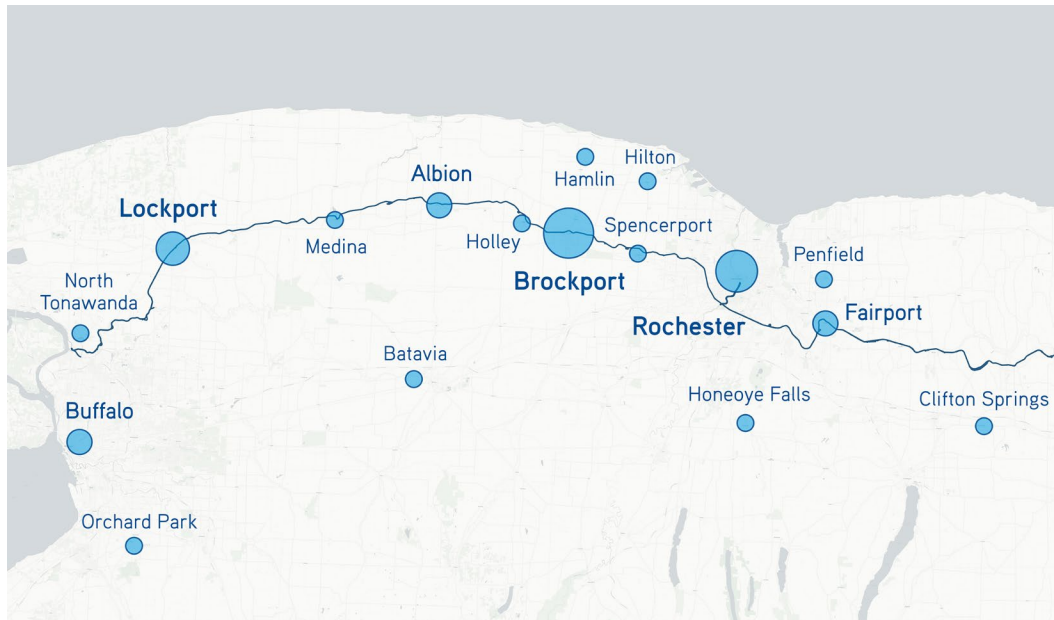 Hilton
Albion
Hamlin
Lockport
Spencerport
Holley
Medina
Penfield
North
Tonawanda
Brockport
Fairport
Rochester
Batavia
Honeoye Falls
Clifton Springs
Buffalo
Orchard Park